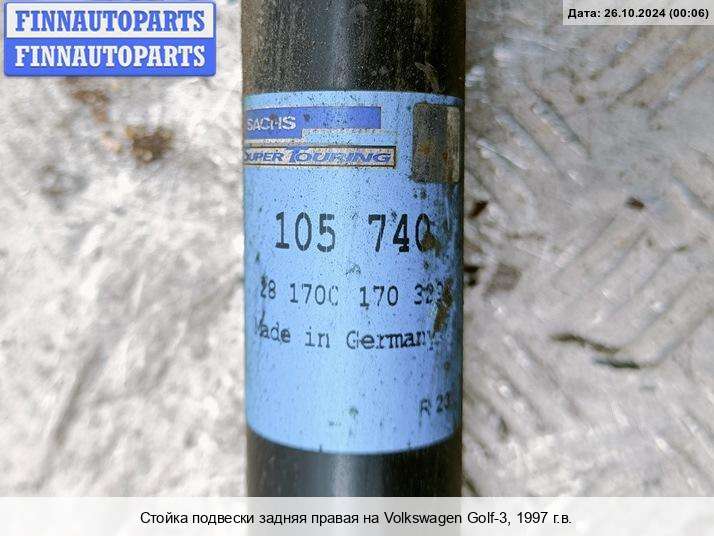 FINNAUTOPARTS
FINNAUTOPARTS
Дата: 26.10.2024 (00:06)
SACHS
SUPER TOURING
105 740
28 1700 170
Made in Germany
R
Стойка подвески задняя правая на Volkswagen Golf-3, 1997 г.в.